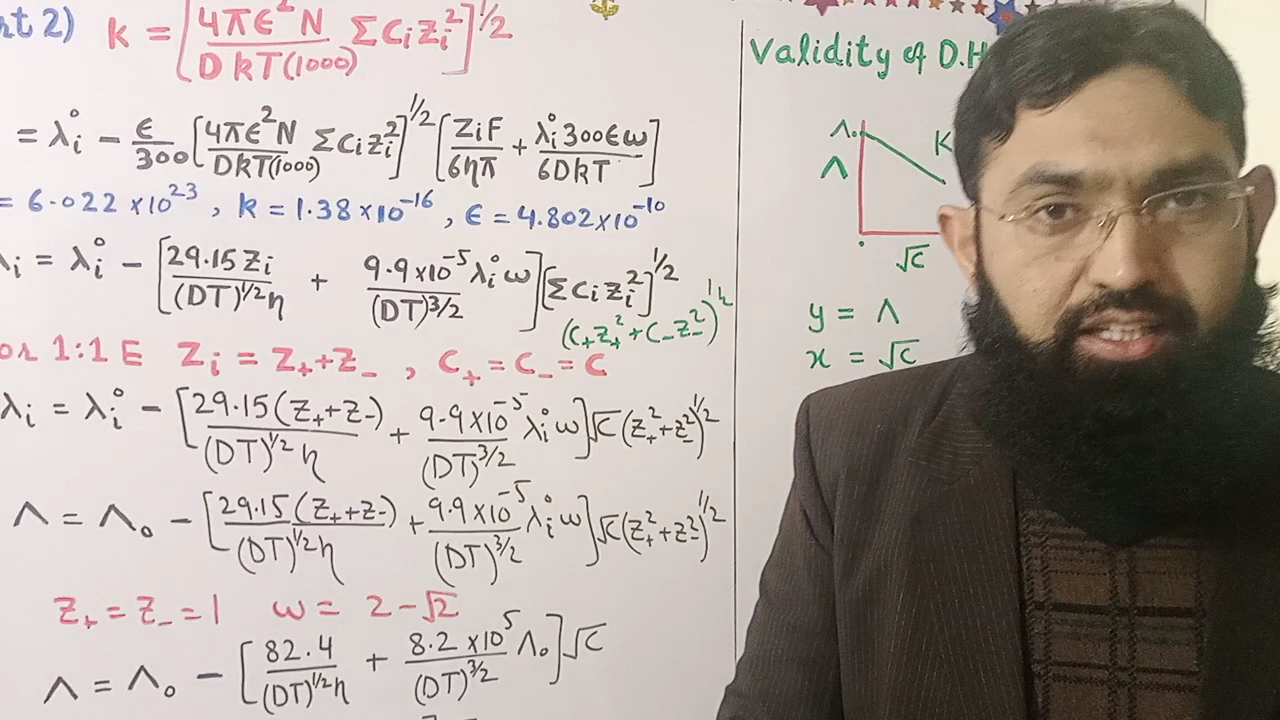 rt 2) k = [4πϵ²N/DkT(1000) ΣCᵢZᵢ²]^1/2
= λᵢ° − ϵ/300 [4πϵ²N/DkT(1000) ΣCᵢZᵢ²]^1/2 [ZᵢF/6ηπ + λᵢ°300ϵω/6DkT]
= 6.022 × 10²³ , k = 1.38×10⁻¹⁶ , ϵ = 4.802×10⁻¹⁰
λᵢ = λᵢ° − [29.15 Zᵢ/(DT)^1/2 η + 9.9×10⁻⁵ λᵢ° ω/(DT)^3/2] [ΣCᵢZᵢ²]^1/2
(C₊Z₊² + C₋Z₋²)^1/2
or 1:1 E Zᵢ = Z₊+Z₋ , C₊ = C₋ = C
λᵢ = λᵢ° − [29.15(Z₊+Z₋)/(DT)^1/2 η + 9.9×10⁻⁵/(DT)^3/2 λᵢ° ω] √C (Z₊²+Z₋²)^1/2
Λ = Λ₀ − [29.15(Z₊+Z₋)/(DT)^1/2 η + 9.9×10⁻⁵/(DT)^3/2 λᵢ° ω] √C (Z₊²+Z₋²)^1/2
Z₊ = Z₋ = 1 ω = 2 − √2
Λ = Λ₀ − [82.4/(DT)^1/2 η + 8.2×10⁵/(DT)^3/2 Λ₀] √C
Validity of D.H
Λ₀
K
Λ
√C
y = Λ
x = √C